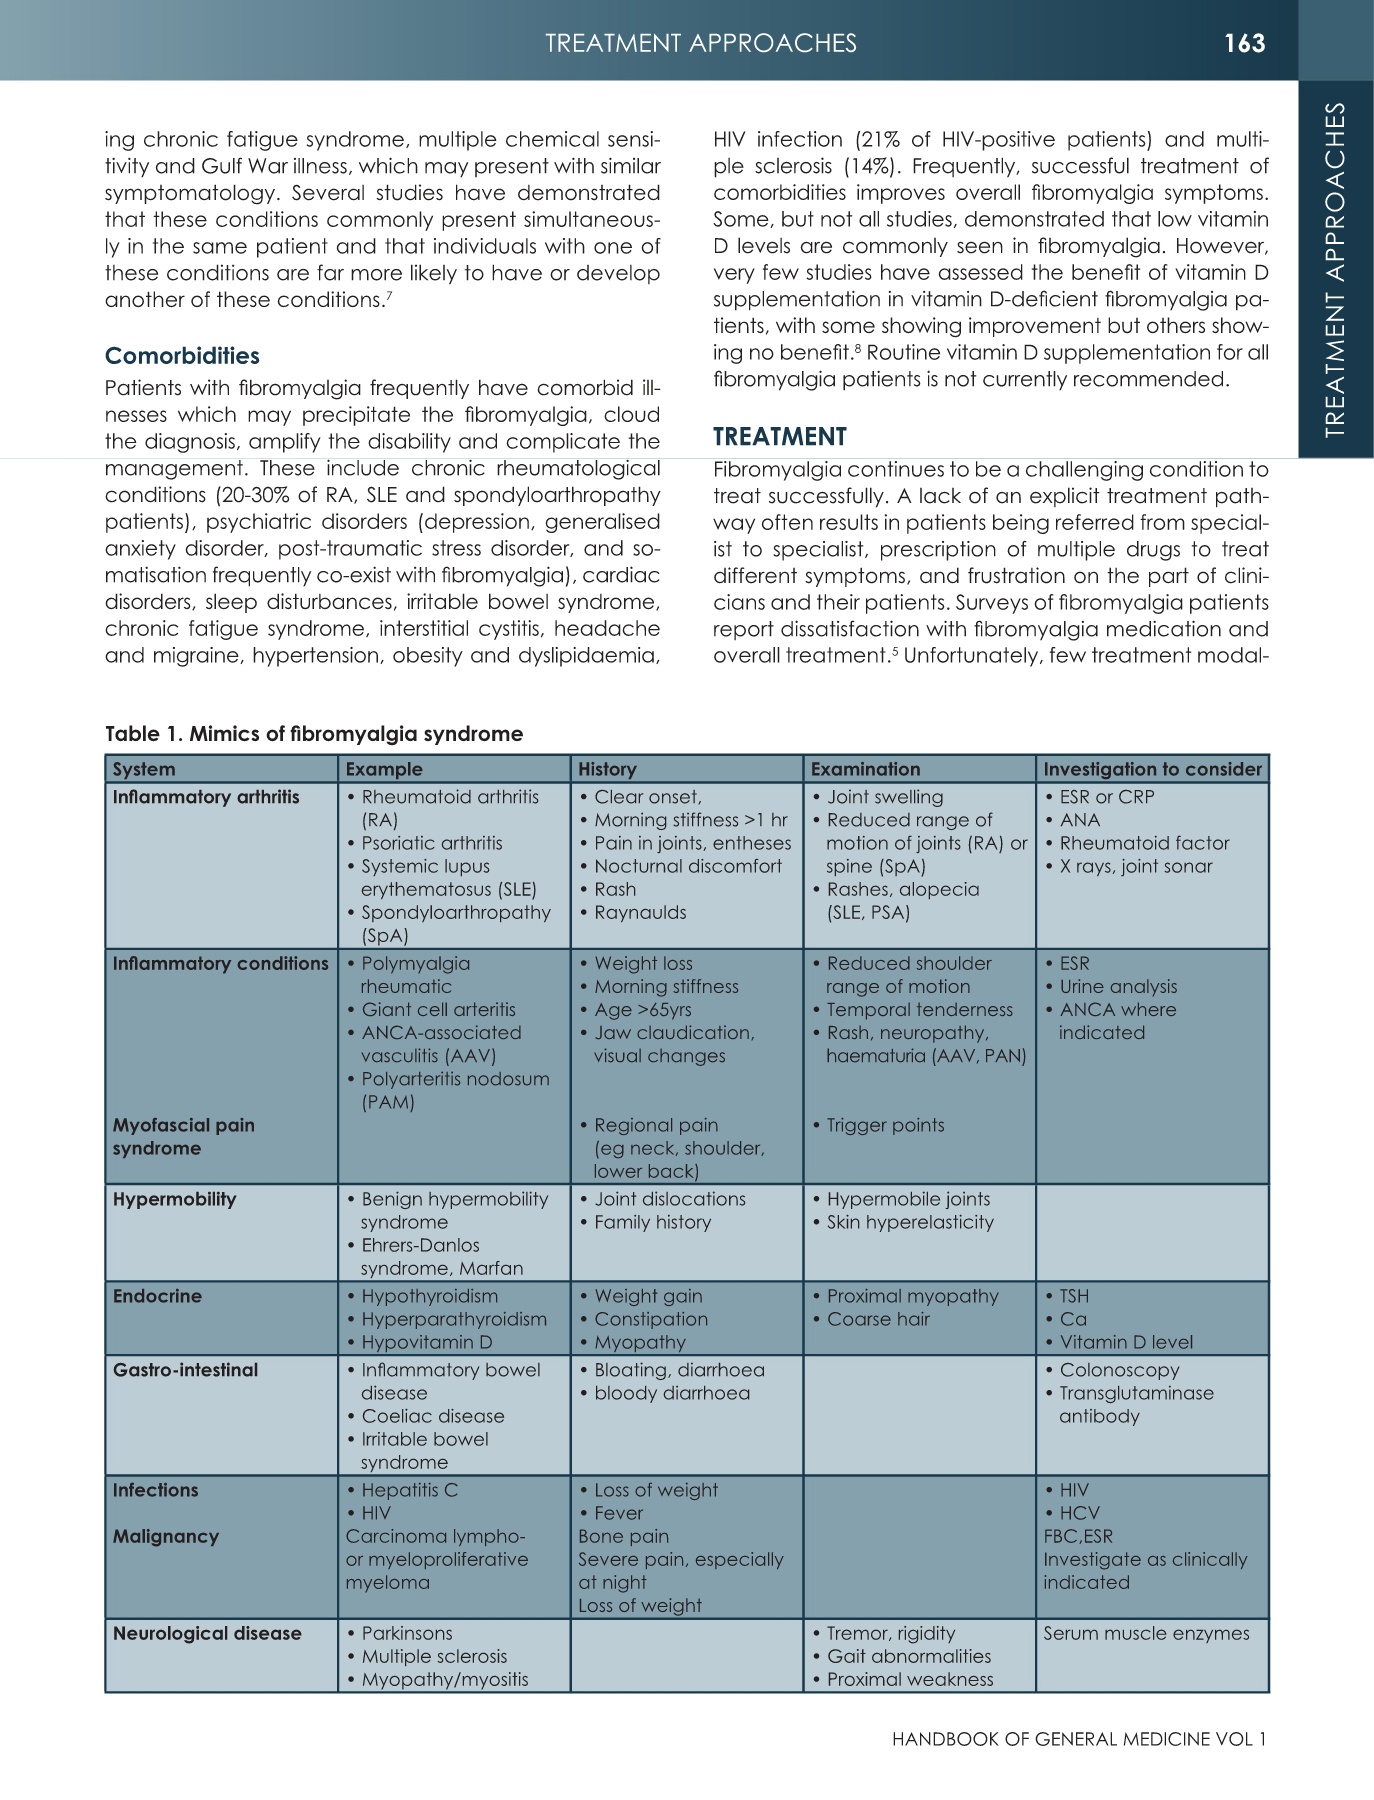 TREATMENT APPROACHES
163
TREATMENT APPROACHES
ing chronic fatigue syndrome, multiple chemical sensi-
tivity and Gulf War illness, which may present with similar
symptomatology. Several studies have demonstrated
that these conditions commonly present simultaneous-
ly in the same patient and that individuals with one of
these conditions are far more likely to have or develop
another of these conditions.7
Comorbidities
Patients with fibromyalgia frequently have comorbid ill-
nesses which may precipitate the fibromyalgia, cloud
the diagnosis, amplify the disability and complicate the
management. These include chronic rheumatological
conditions (20-30% of RA, SLE and spondyloarthropathy
patients), psychiatric disorders (depression, generalised
anxiety disorder, post-traumatic stress disorder, and so-
matisation frequently co-exist with fibromyalgia), cardiac
disorders, sleep disturbances, irritable bowel syndrome,
chronic fatigue syndrome, interstitial cystitis, headache
and migraine, hypertension, obesity and dyslipidaemia,
HIV infection (21% of HIV-positive patients) and multi-
ple sclerosis (14%). Frequently, successful treatment of
comorbidities improves overall fibromyalgia symptoms.
Some, but not all studies, demonstrated that low vitamin
D levels are commonly seen in fibromyalgia. However,
very few studies have assessed the benefit of vitamin D
supplementation in vitamin D-deficient fibromyalgia pa-
tients, with some showing improvement but others show-
ing no benefit.8 Routine vitamin D supplementation for all
fibromyalgia patients is not currently recommended.
TREATMENT
Fibromyalgia continues to be a challenging condition to
treat successfully. A lack of an explicit treatment path-
way often results in patients being referred from special-
ist to specialist, prescription of multiple drugs to treat
different symptoms, and frustration on the part of clini-
cians and their patients. Surveys of fibromyalgia patients
report dissatisfaction with fibromyalgia medication and
overall treatment.5 Unfortunately, few treatment modal-
Table 1. Mimics of fibromyalgia syndrome
System
Example
History
Examination
Investigation to consider
Inflammatory arthritis
• Rheumatoid arthritis
(RA)
• Psoriatic arthritis
• Systemic lupus
erythematosus (SLE)
• Spondyloarthropathy
(SpA)
• Clear onset,
• Morning stiffness >1 hr
• Pain in joints, entheses
• Nocturnal discomfort
• Rash
• Raynaulds
• Joint swelling
• Reduced range of
motion of joints (RA) or
spine (SpA)
• Rashes, alopecia
(SLE, PSA)
• ESR or CRP
• ANA
• Rheumatoid factor
• X rays, joint sonar
Inflammatory conditions
• Polymyalgia
rheumatic
• Giant cell arteritis
• ANCA-associated
vasculitis (AAV)
• Polyarteritis nodosum
(PAM)
• Weight loss
• Morning stiffness
• Age >65yrs
• Jaw claudication,
visual changes
• Reduced shoulder
range of motion
• Temporal tenderness
• Rash, neuropathy,
haematuria (AAV, PAN)
• ESR
• Urine analysis
• ANCA where
indicated
Myofascial pain
syndrome
• Regional pain
(eg neck, shoulder,
lower back)
• Trigger points
Hypermobility
• Benign hypermobility
syndrome
• Ehrers-Danlos
syndrome, Marfan
• Joint dislocations
• Family history
• Hypermobile joints
• Skin hyperelasticity
Endocrine
• Hypothyroidism
• Hyperparathyroidism
• Hypovitamin D
• Weight gain
• Constipation
• Myopathy
• Proximal myopathy
• Coarse hair
• TSH
• Ca
• Vitamin D level
Gastro-intestinal
• Inflammatory bowel
disease
• Coeliac disease
• Irritable bowel
syndrome
• Bloating, diarrhoea
• bloody diarrhoea
• Colonoscopy
• Transglutaminase
antibody
Infections
• Hepatitis C
• HIV
• Loss of weight
• Fever
• HIV
• HCV
Malignancy
Carcinoma lympho-
or myeloproliferative
myeloma
Bone pain
Severe pain, especially
at night
Loss of weight
FBC,ESR
Investigate as clinically
indicated
Neurological disease
• Parkinsons
• Multiple sclerosis
• Myopathy/myositis
• Tremor, rigidity
• Gait abnormalities
• Proximal weakness
Serum muscle enzymes
HANDBOOK OF GENERAL MEDICINE VOL 1